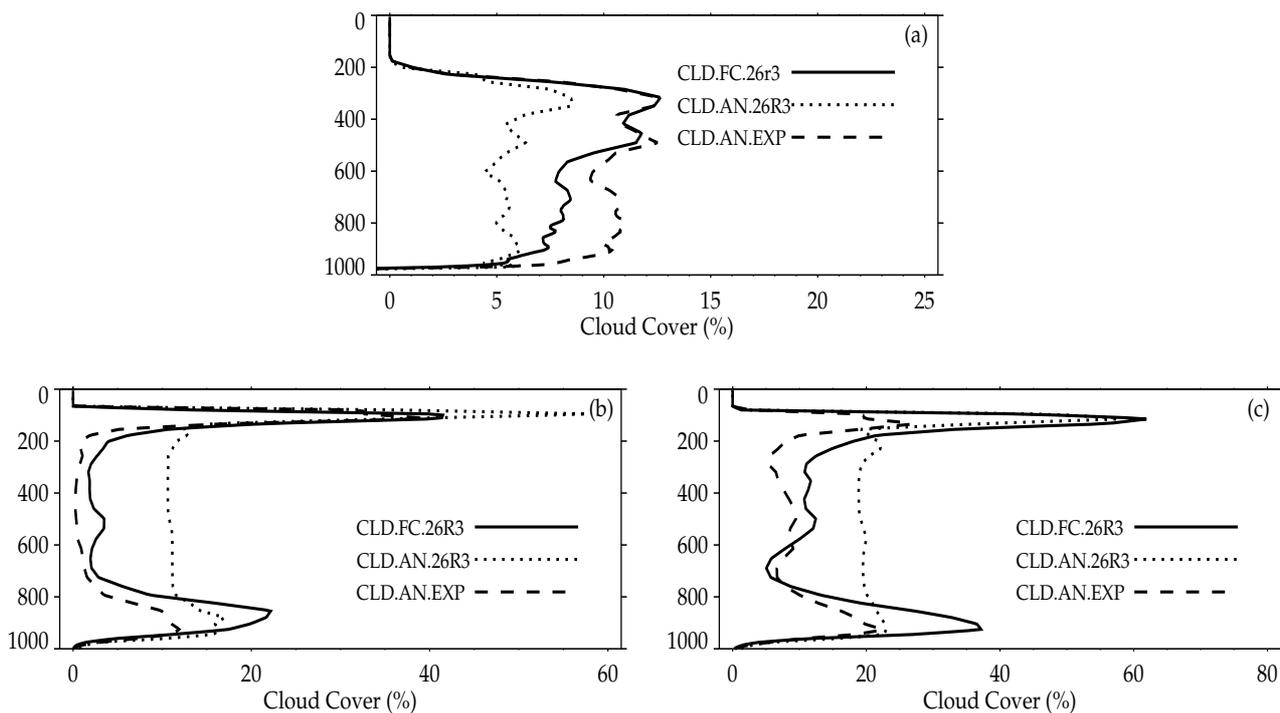 (a)
0
200
400
600
800
1000
CLD.FC.26r3
CLD.AN.26R3
CLD.AN.EXP
0 5 10 15 20 25
Cloud Cover (%)
(b)
0
200
400
600
800
1000
CLD.FC.26R3
CLD.AN.26R3
CLD.AN.EXP
0 20 40 60
Cloud Cover (%)
(c)
0
200
400
600
800
1000
CLD.FC.26R3
CLD.AN.26R3
CLD.AN.EXP
0 20 40 60 80
Cloud Cover (%)